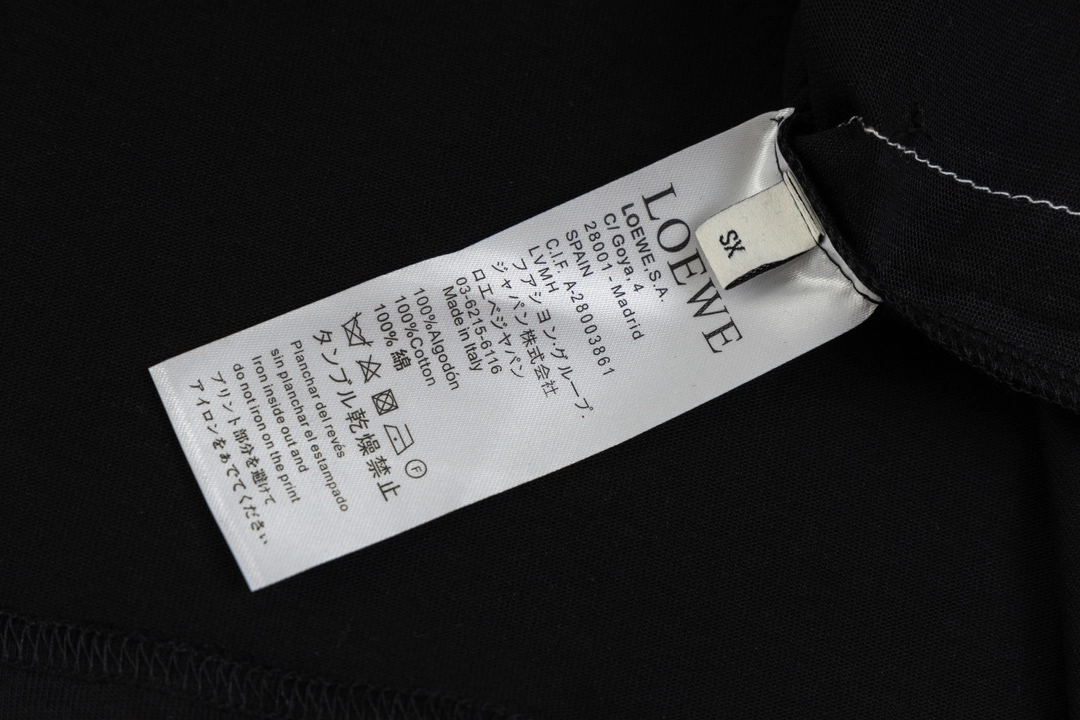 LOEWE
LOEWE S.A.
C/ Goya, 4
28001 - Madrid
SPAIN
C.I.F. A-28003861
LVMH
ファション.グループ.
ジャパン株式会社
ロエベジャパン
03-6215-6116
Made in Italy
100%Algodón
100%Cotton
100% 綿
F
タンブル乾燥禁止
Planchar del revés
sin planchar el estampado
Iron inside out and
do not iron on the print
プリント部分を避けて
アイロンをあててください
XS